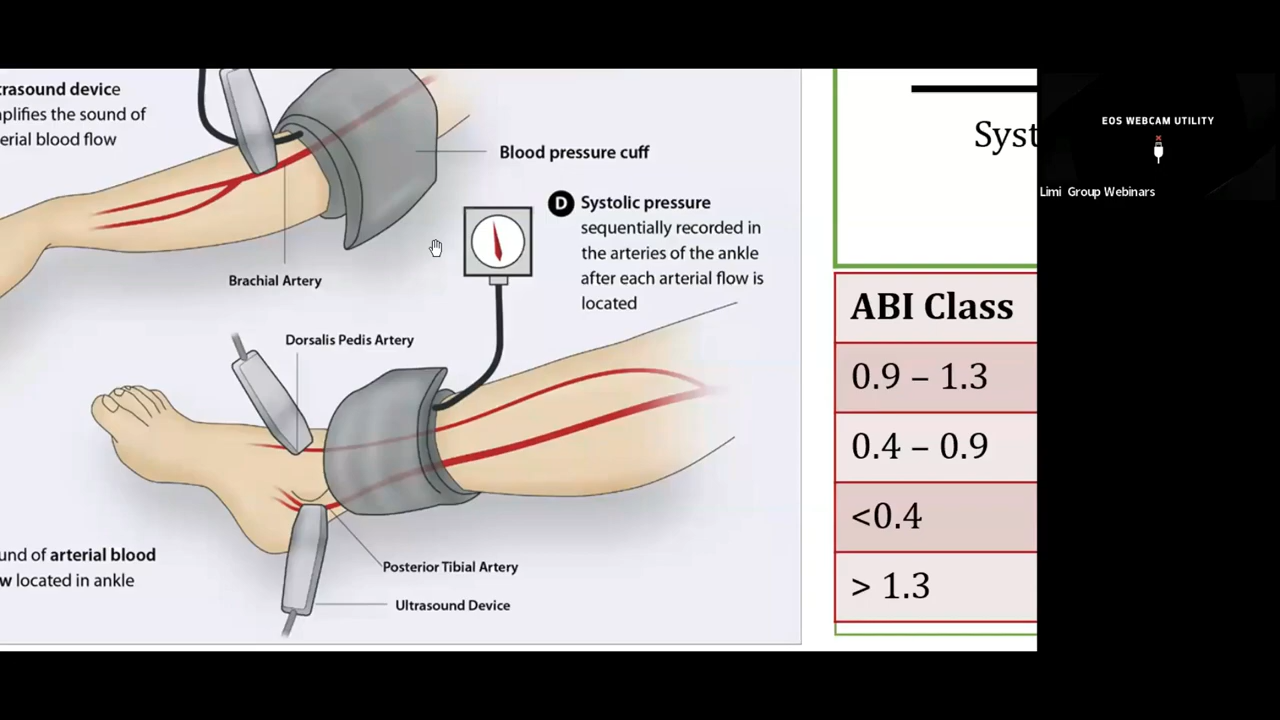 trasound device
plifies the sound of
erial blood flow
Blood pressure cuff
D Systolic pressure
sequentially recorded in
the arteries of the ankle
after each arterial flow is
located
Brachial Artery
Dorsalis Pedis Artery
und of arterial blood
w located in ankle
Posterior Tibial Artery
Ultrasound Device
Syst
ABI Class
0.9 – 1.3
0.4 – 0.9
<0.4
> 1.3
EOS WEBCAM UTILITY
Limi Group Webinars